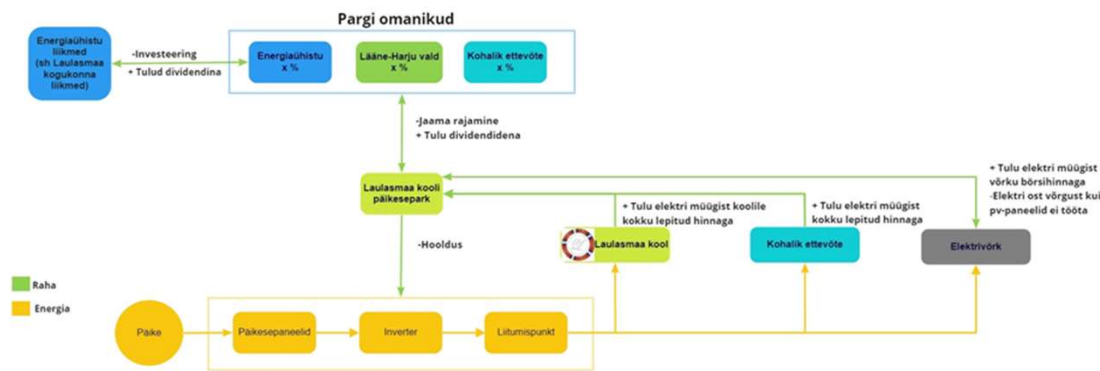 Pargi omanikud
Energiaühistu
liikmed
(sh Laulasmaa
kogukonna
liikmed)
-Investeering
+ Tulud dividendina
Energiaühistu
x %
Lääne-Harju vald
x %
Kohalik ettevõte
x %
-Jaama rajamine
+ Tulu dividendidena
Laulasmaa kooli
päikesepark
+ Tulu elektri müügist
võrku börsihinnaga
-Elektri ost võrgust kui
pv-paneelid ei tööta
+ Tulu elektri müügist koolile
kokku lepitud hinnaga
+ Tulu elektri müügist
kokku lepitud hinnaga
-Hooldus
Laulasmaa kool
Kohalik ettevõte
Elektrivõrk
Raha
Energia
Päike
Päikesepaneelid
Inverter
Liitumispunkt